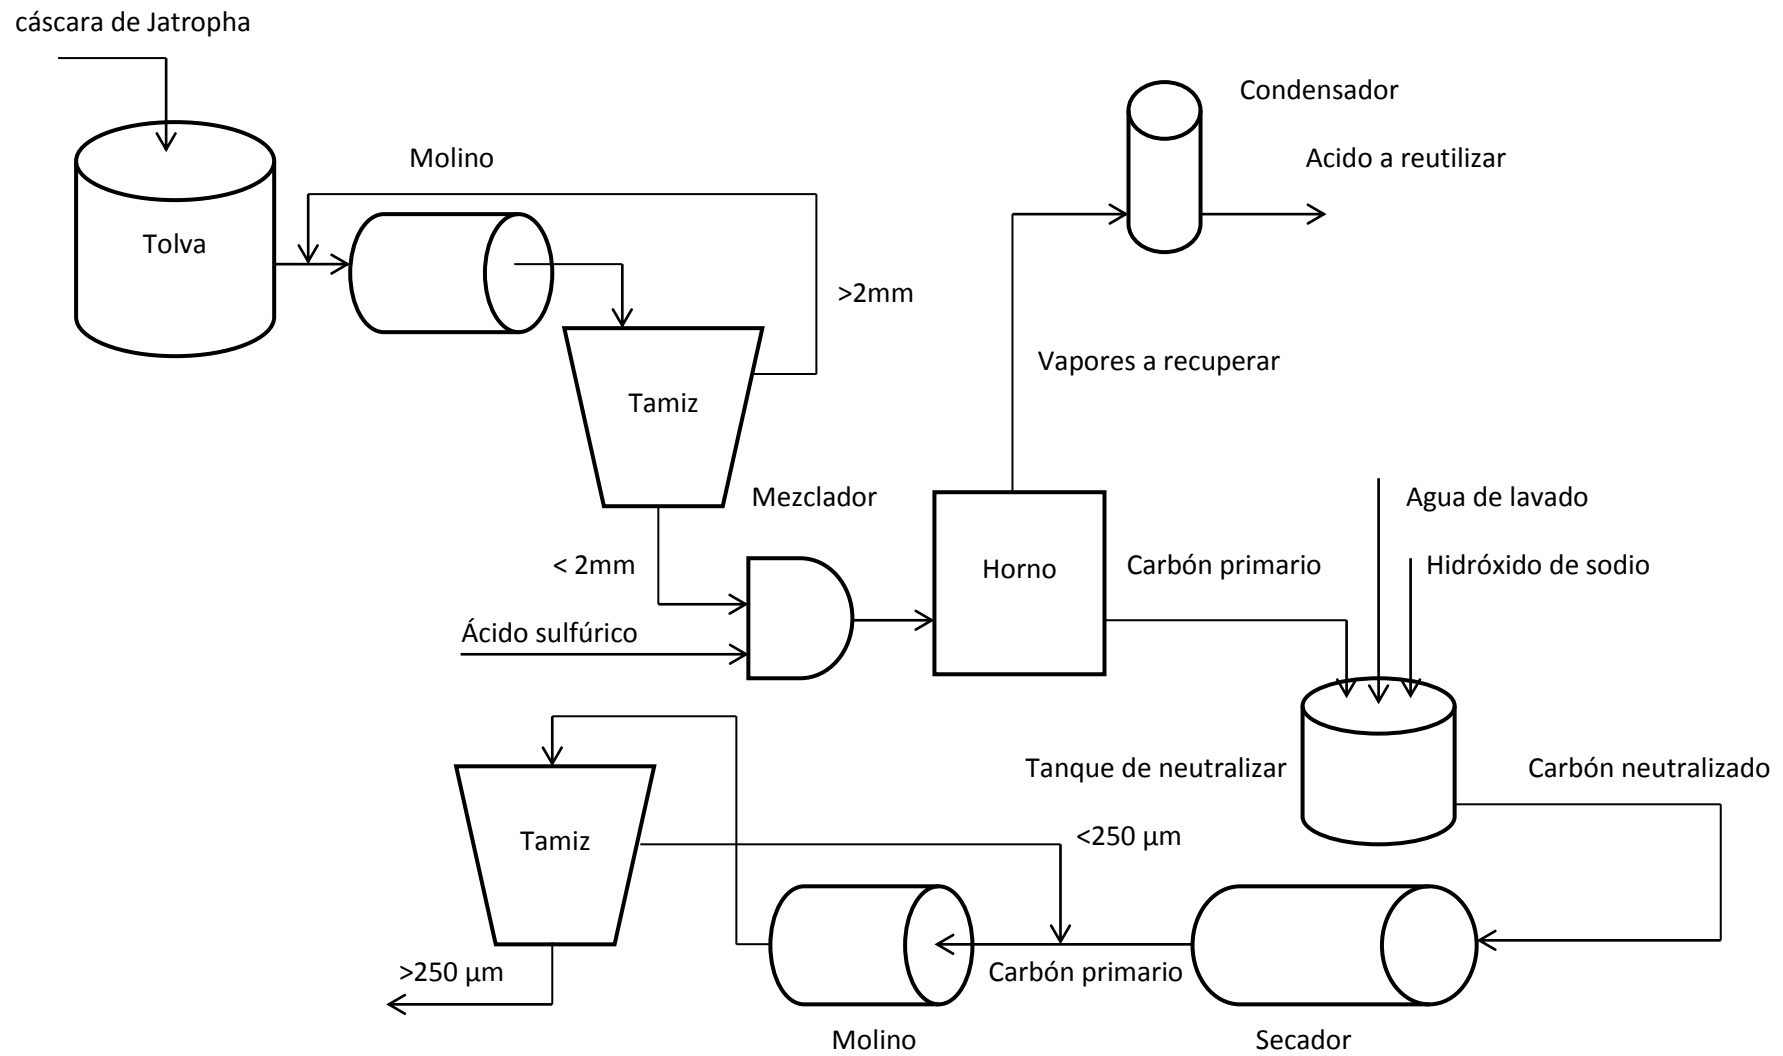 cáscara de Jatropha
Condensador
Molino
Acido a reutilizar
Tolva
>2mm
Vapores a recuperar
Tamiz
Mezclador
Agua de lavado
< 2mm
Horno
Carbón primario
Hidróxido de sodio
Ácido sulfúrico
Tanque de neutralizar
Carbón neutralizado
Tamiz
<250 µm
>250 µm
Carbón primario
Molino
Secador